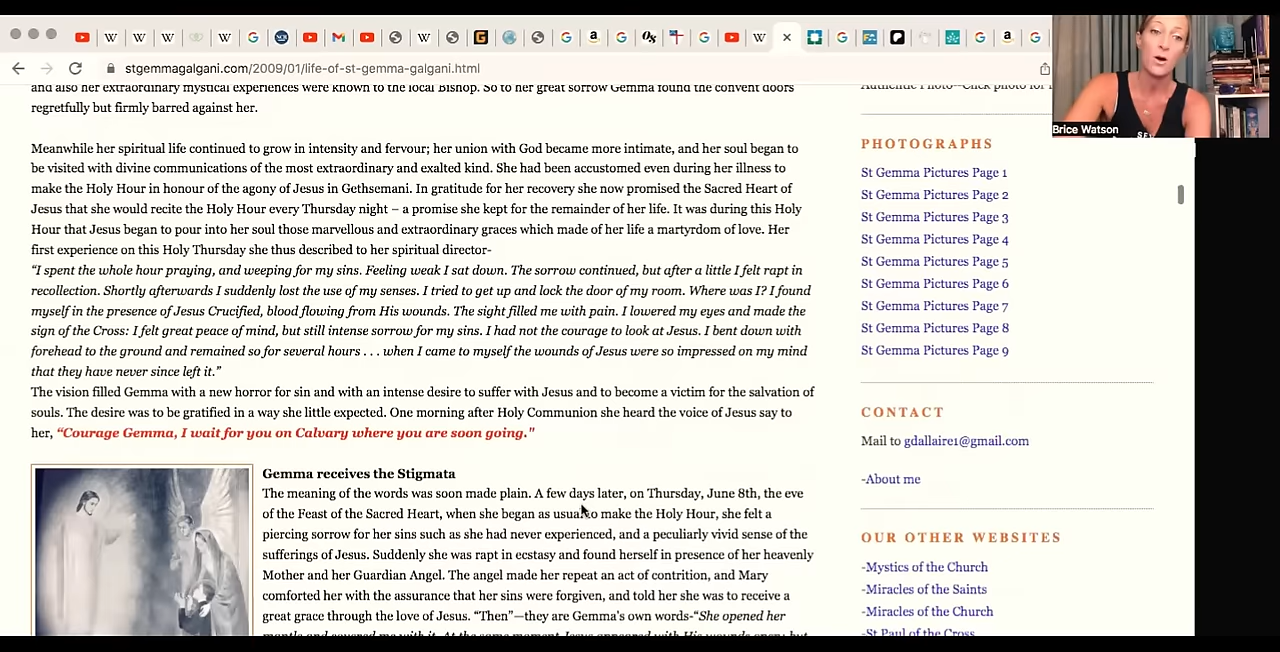 stgemmagalgani.com/2009/01/life-of-st-gemma-galgani.html
Brice Watson
and also her extraordinary mystical experiences were known to the local Bishop. So to her great sorrow Gemma found the convent doors
regretfully but firmly barred against her.
Meanwhile her spiritual life continued to grow in intensity and fervour; her union with God became more intimate, and her soul began to
be visited with divine communications of the most extraordinary and exalted kind. She had been accustomed even during her illness to
make the Holy Hour in honour of the agony of Jesus in Gethsemani. In gratitude for her recovery she now promised the Sacred Heart of
Jesus that she would recite the Holy Hour every Thursday night – a promise she kept for the remainder of her life. It was during this Holy
Hour that Jesus began to pour into her soul those marvellous and extraordinary graces which made of her life a martyrdom of love. Her
first experience on this Holy Thursday she thus described to her spiritual director-
“I spent the whole hour praying, and weeping for my sins. Feeling weak I sat down. The sorrow continued, but after a little I felt rapt in
recollection. Shortly afterwards I suddenly lost the use of my senses. I tried to get up and lock the door of my room. Where was I? I found
myself in the presence of Jesus Crucified, blood flowing from His wounds. The sight filled me with pain. I lowered my eyes and made the
sign of the Cross: I felt great peace of mind, but still intense sorrow for my sins. I had not the courage to look at Jesus. I bent down with
forehead to the ground and remained so for several hours . . . when I came to myself the wounds of Jesus were so impressed on my mind
that they have never since left it.”
The vision filled Gemma with a new horror for sin and with an intense desire to suffer with Jesus and to become a victim for the salvation of
souls. The desire was to be gratified in a way she little expected. One morning after Holy Communion she heard the voice of Jesus say to
her, “Courage Gemma, I wait for you on Calvary where you are soon going."
Gemma receives the Stigmata
The meaning of the words was soon made plain. A few days later, on Thursday, June 8th, the eve
of the Feast of the Sacred Heart, when she began as usual to make the Holy Hour, she felt a
piercing sorrow for her sins such as she had never experienced, and a peculiarly vivid sense of the
sufferings of Jesus. Suddenly she was rapt in ecstasy and found herself in presence of her heavenly
Mother and her Guardian Angel. The angel made her repeat an act of contrition, and Mary
comforted her with the assurance that her sins were forgiven, and told her she was to receive a
great grace through the love of Jesus. “Then”—they are Gemma's own words-“She opened her
mantle and covered me with it. At the same moment Jesus appeared with His wounds open; but
Authentic Photo--Click photo for
PHOTOGRAPHS
St Gemma Pictures Page 1
St Gemma Pictures Page 2
St Gemma Pictures Page 3
St Gemma Pictures Page 4
St Gemma Pictures Page 5
St Gemma Pictures Page 6
St Gemma Pictures Page 7
St Gemma Pictures Page 8
St Gemma Pictures Page 9
CONTACT
Mail to gdallaire1@gmail.com
-About me
OUR OTHER WEBSITES
-Mystics of the Church
-Miracles of the Saints
-Miracles of the Church
-St Paul of the Cross